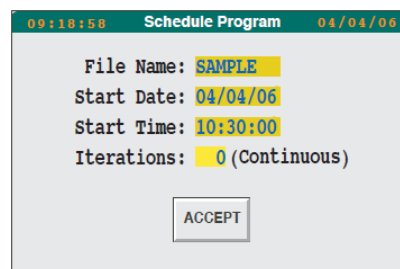 09:18:58 Schedule Program 04/04/06
File Name: SAMPLE
Start Date: 04/04/06
Start Time: 10:30:00
Iterations: 0 (Continuous)
ACCEPT